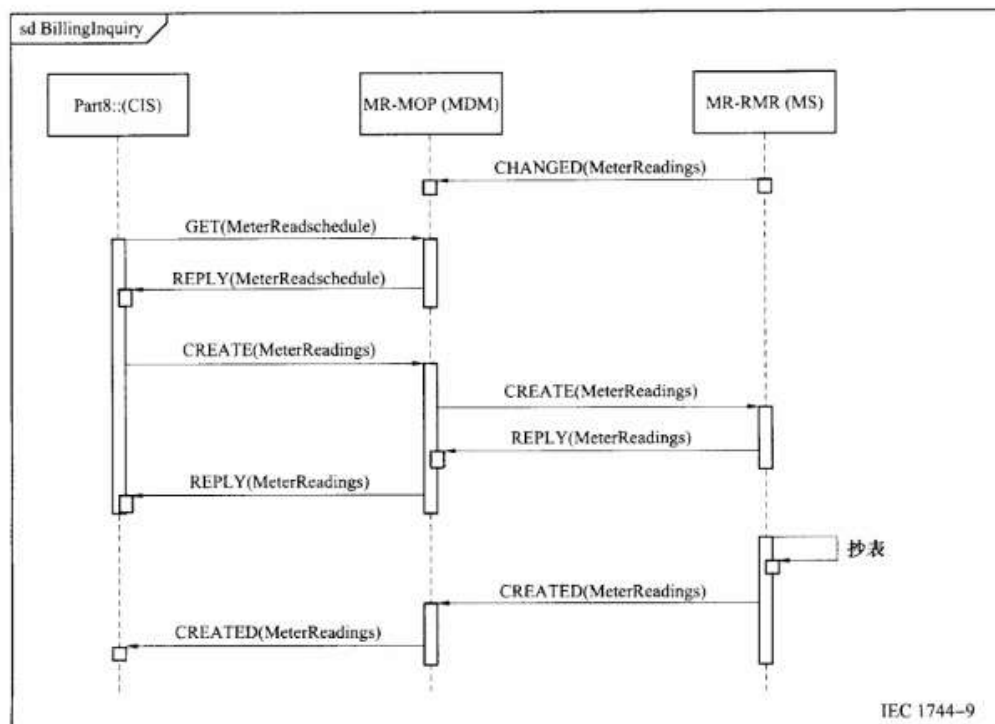 sd BillingInquiry
Part8::(CIS)
MR-MOP (MDM)
MR-RMR (MS)
CHANGED(MeterReadings)
GET(MeterReadschedule)
REPLY(MeterReadschedule)
CREATE(MeterReadings)
CREATE(MeterReadings)
REPLY(MeterReadings)
REPLY(MeterReadings)
抄表
CREATED(MeterReadings)
CREATED(MeterReadings)
IEC 1744-9